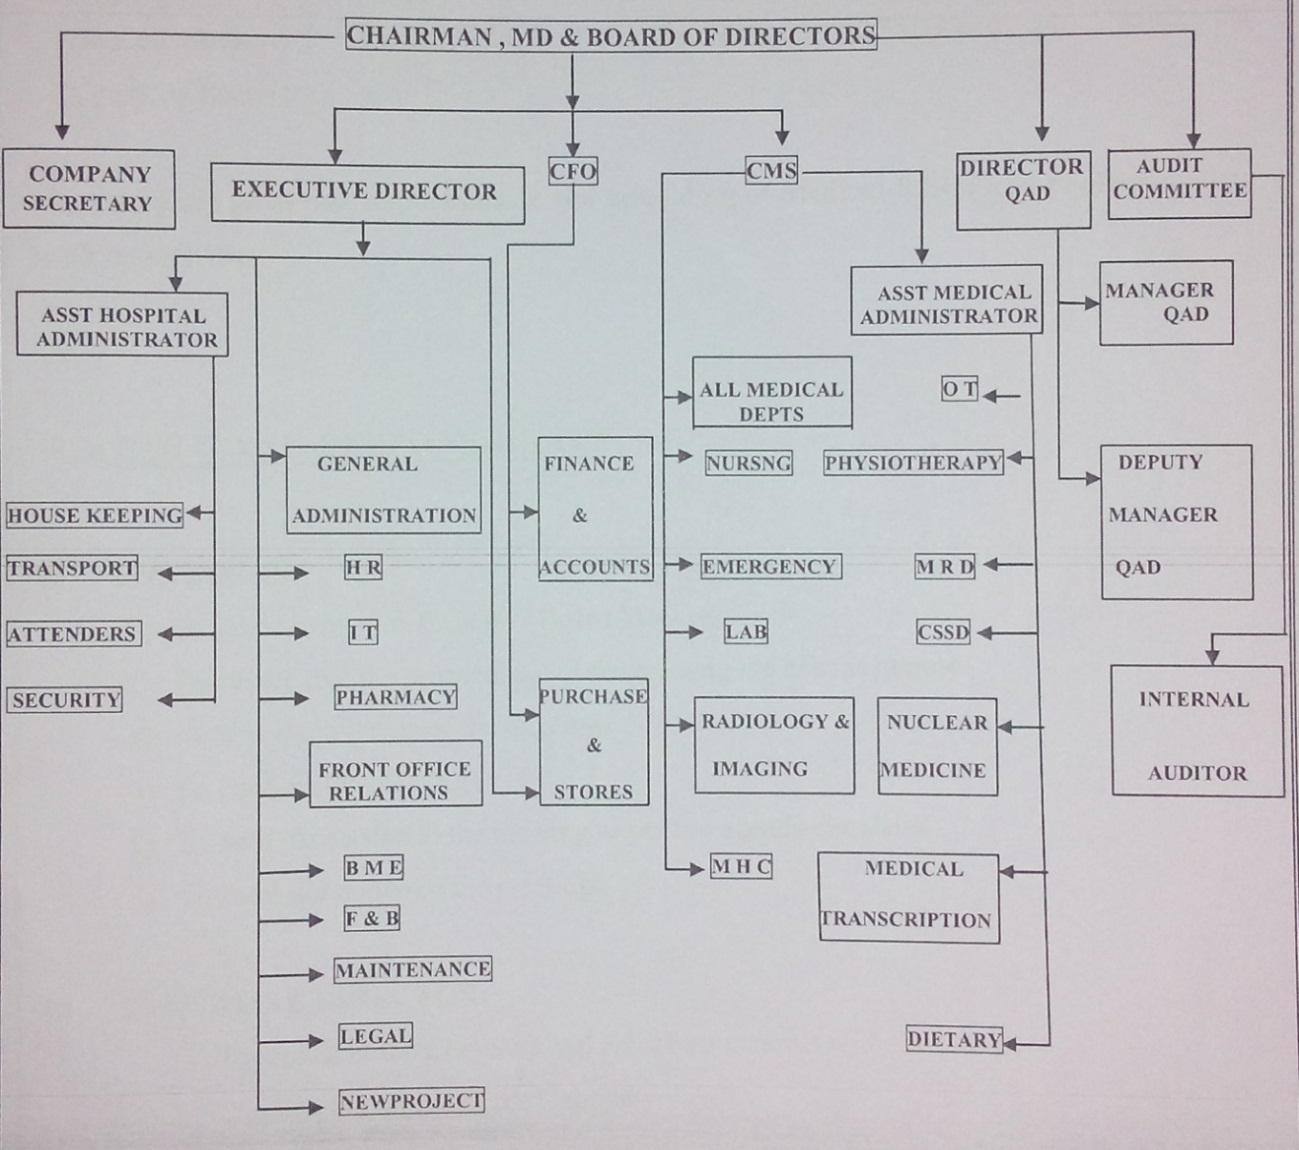 CHAIRMAN , MD & BOARD OF DIRECTORS
COMPANY
SECRETARY
EXECUTIVE DIRECTOR
CFO
CMS
DIRECTOR
QAD
AUDIT
COMMITTEE
ASST HOSPITAL
ADMINISTRATOR
ASST MEDICAL
ADMINISTRATOR
MANAGER
QAD
ALL MEDICAL
DEPTS
O T
GENERAL
ADMINISTRATION
FINANCE
&
ACCOUNTS
NURSNG
PHYSIOTHERAPY
DEPUTY
MANAGER
QAD
HOUSE KEEPING
TRANSPORT
H R
EMERGENCY
M R D
ATTENDERS
I T
LAB
CSSD
SECURITY
PHARMACY
PURCHASE
&
STORES
RADIOLOGY &
IMAGING
NUCLEAR
MEDICINE
INTERNAL
AUDITOR
FRONT OFFICE
RELATIONS
B M E
M H C
MEDICAL
TRANSCRIPTION
F & B
MAINTENANCE
LEGAL
DIETARY
NEWPROJECT